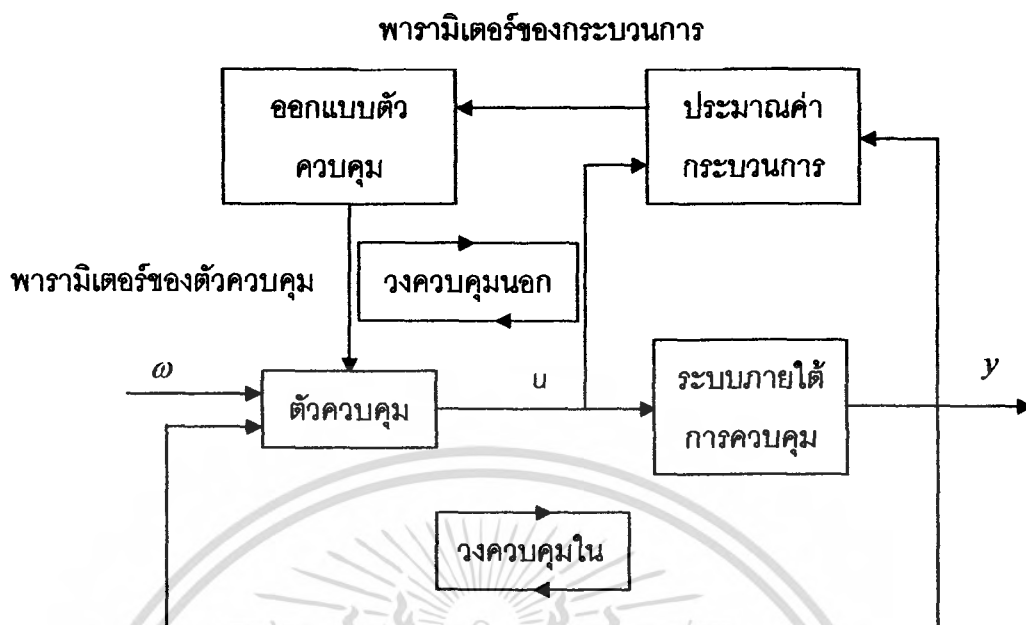 พารามิเตอร์ของกระบวนการ
ออกแบบตัว
ควบคุม
ประมาณค่า
กระบวนการ
พารามิเตอร์ของตัวควบคุม
วงควบคุมนอก
ω
ตัวควบคุม
u
ระบบภายใต้
การควบคุม
y
วงควบคุมใน